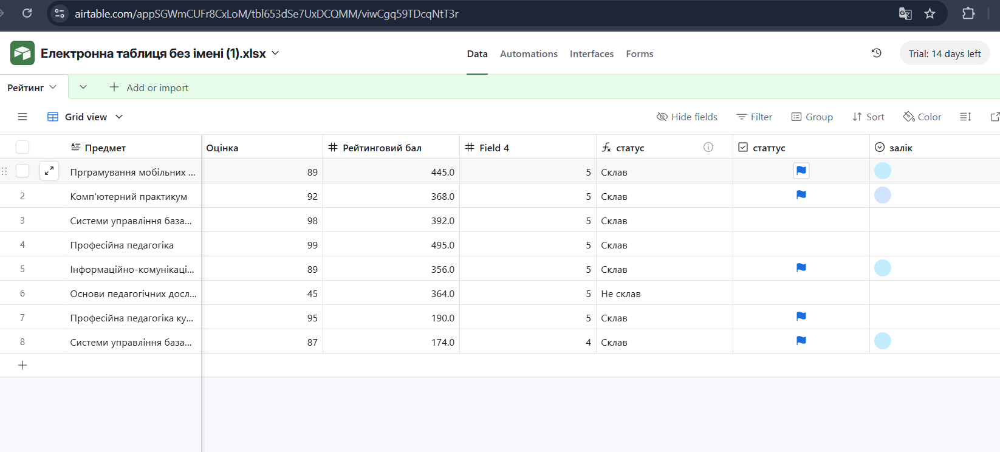 airtable.com/appSGWmCUFr8CxLoM/tbl653dSe7UxDCQMM/viwCgq59TDcqNtT3r
Електронна таблиця без імені (1).xlsx Data Automations Interfaces Forms Trial: 14 days left
Рейтинг Add or import
Grid view Hide fields Filter Group Sort Color
Предмет Оцінка Рейтинговий бал Field 4 статус статтус залік
Прграмування мобільних ... 89 445.0 5 Склав
2 Комп'ютерний практикум 92 368.0 5 Склав
3 Системи управління база... 98 392.0 5 Склав
4 Професійна педагогіка 99 495.0 5 Склав
5 Інформаційно-комунікаці... 89 356.0 5 Склав
6 Основи педагогічних досл... 45 364.0 5 Не склав
7 Професійна педагогіка ку... 95 190.0 5 Склав
8 Системи управління база... 87 174.0 4 Склав